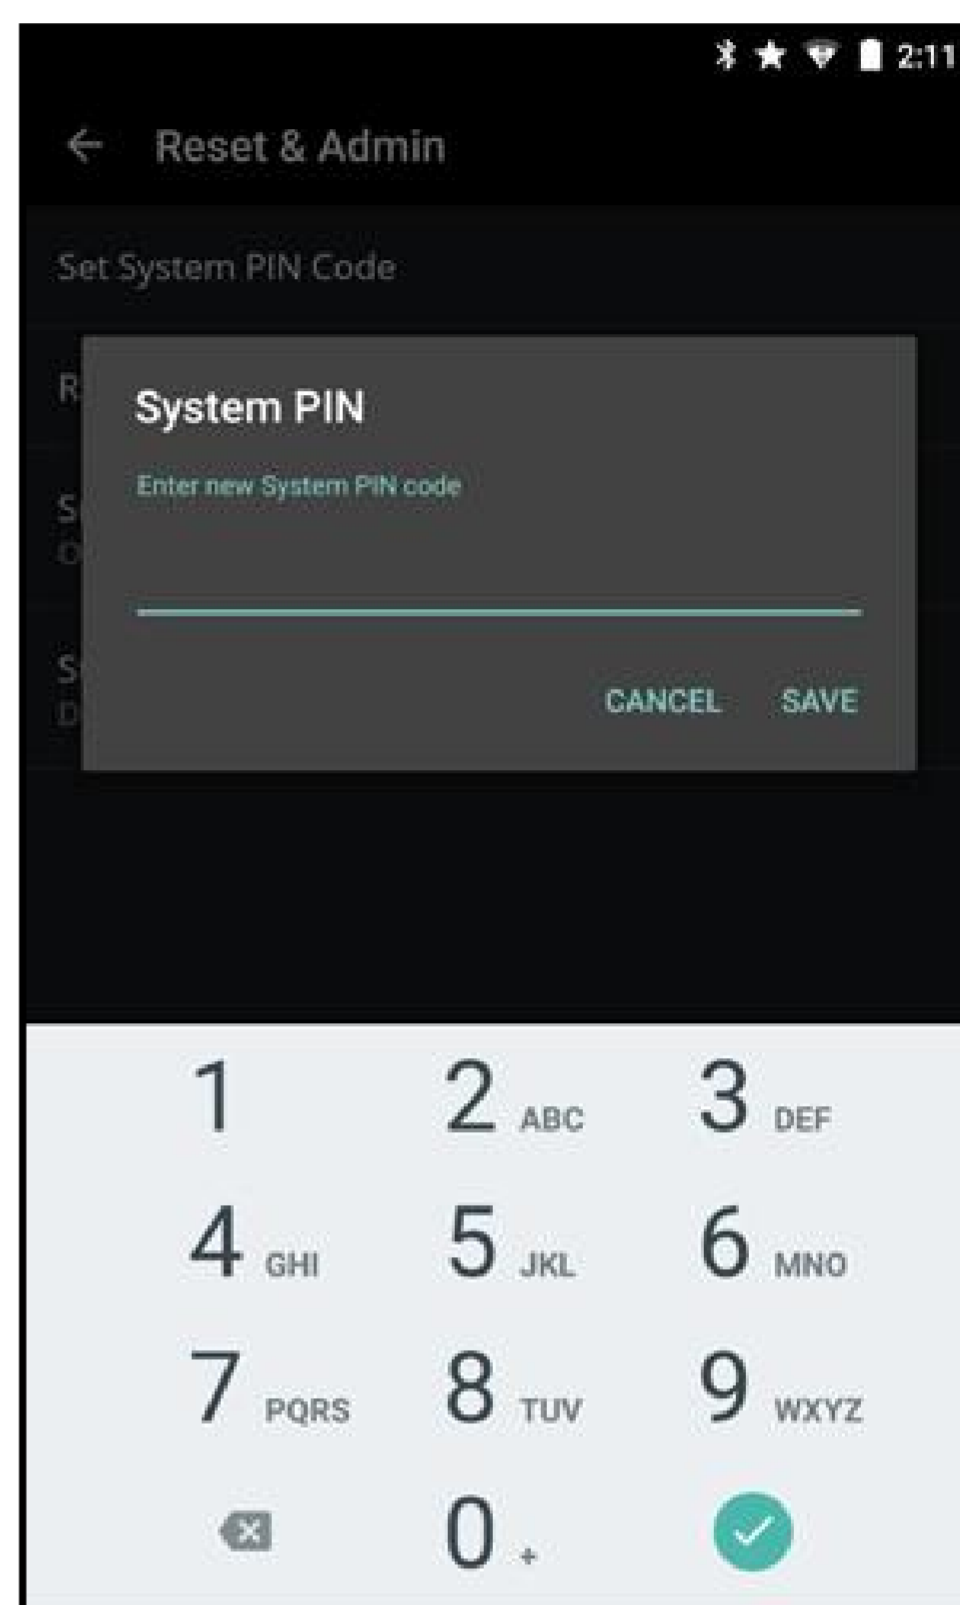 2:11
Reset & Admin
Set System PIN Code
R
System PIN
Enter new System PIN code
S
D
S
D
CANCEL SAVE
1 2 ABC 3 DEF
4 GHI 5 JKL 6 MNO
7 PQRS 8 TUV 9 WXYZ
0 +